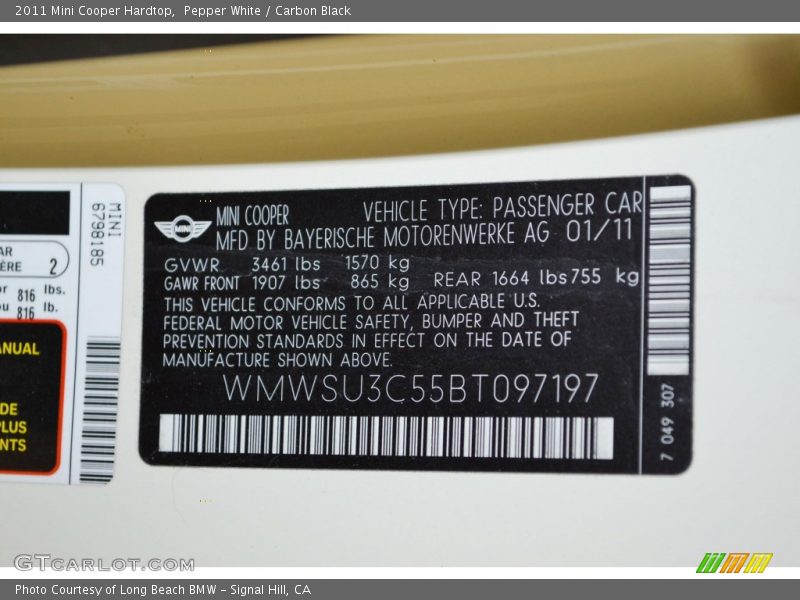 2011 Mini Cooper Hardtop,  Pepper White / Carbon Black
MINI COOPER VEHICLE TYPE: PASSENGER CAR
MFD BY BAYERISCHE MOTORENWERKE AG 01/11
GVWR 3461 lbs 1570 kg
GAWR FRONT 1907 lbs 865 kg REAR 1664 lbs 755 kg
THIS VEHICLE CONFORMS TO ALL APPLICABLE U.S.
FEDERAL MOTOR VEHICLE SAFETY, BUMPER AND THEFT
PREVENTION STANDARDS IN EFFECT ON THE DATE OF
MANUFACTURE SHOWN ABOVE.
WMWSU3C55BT097197
7 049 307
MINI
6798185
2
816 lbs.
816 lb.
GTCARLOT.COM
Photo Courtesy of Long Beach BMW – Signal Hill, CA